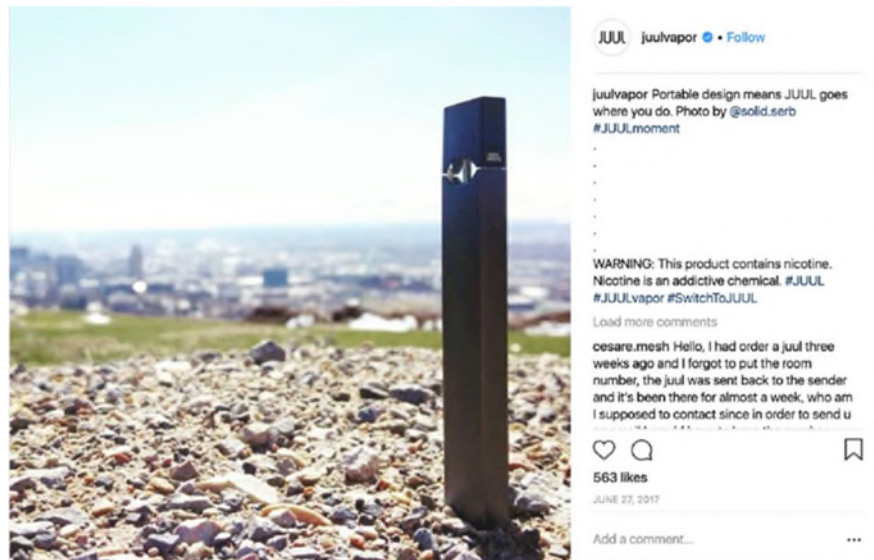 JUUL
juulvapor • Follow
juulvapor Portable design means JUUL goes
where you do. Photo by @solid.serb
#JUULmoment
.
.
.
.
.
.
.
WARNING: This product contains nicotine.
Nicotine is an addictive chemical. #JUUL
#JUULvapor #SwitchToJUUL
Load more comments
cesare.mesh Hello, I had order a juul three
weeks ago and I forgot to put the room
number, the juul was sent back to the sender
and it's been there for almost a week, who am
I supposed to contact since in order to send u
563 likes
JUNE 27, 2017
Add a comment...